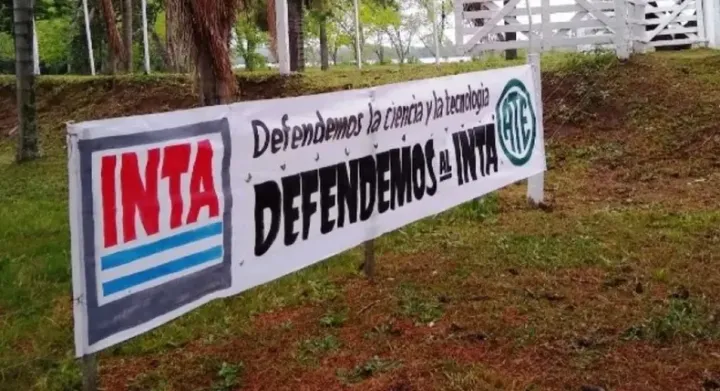 INTA
Defendemos la ciencia y la tecnología
DEFENDEMOS AL INTA
ATE